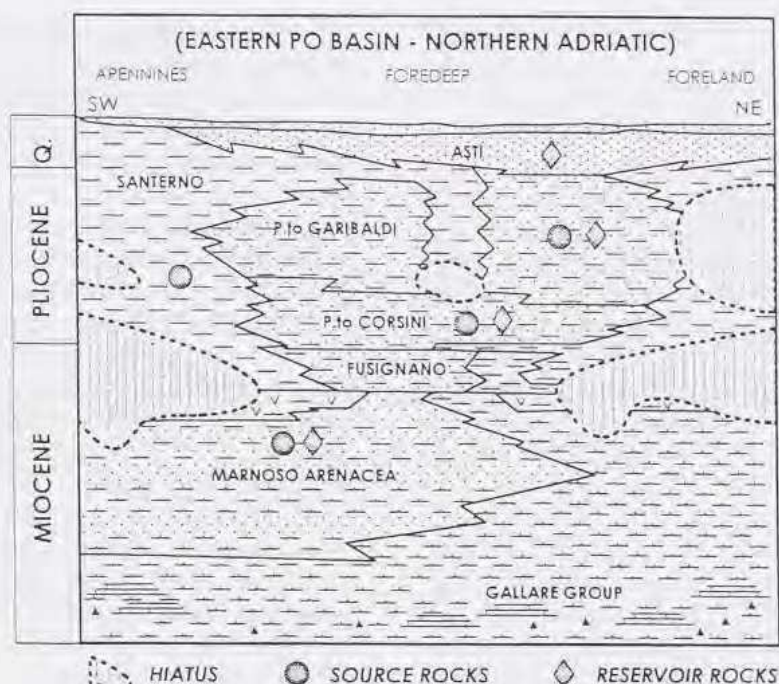 (EASTERN PO BASIN - NORTHERN ADRIATIC)
APENNINES FOREDEEP FORELAND
SW NE
Q.
ASTI
SANTERNO
PLIOCENE
P.to GARIBALDI
P.to CORSINI
FUSIGNANO
MIOCENE
MARNOSO ARENACEA
GALLARE GROUP
HIATUS SOURCE ROCKS RESERVOIR ROCKS